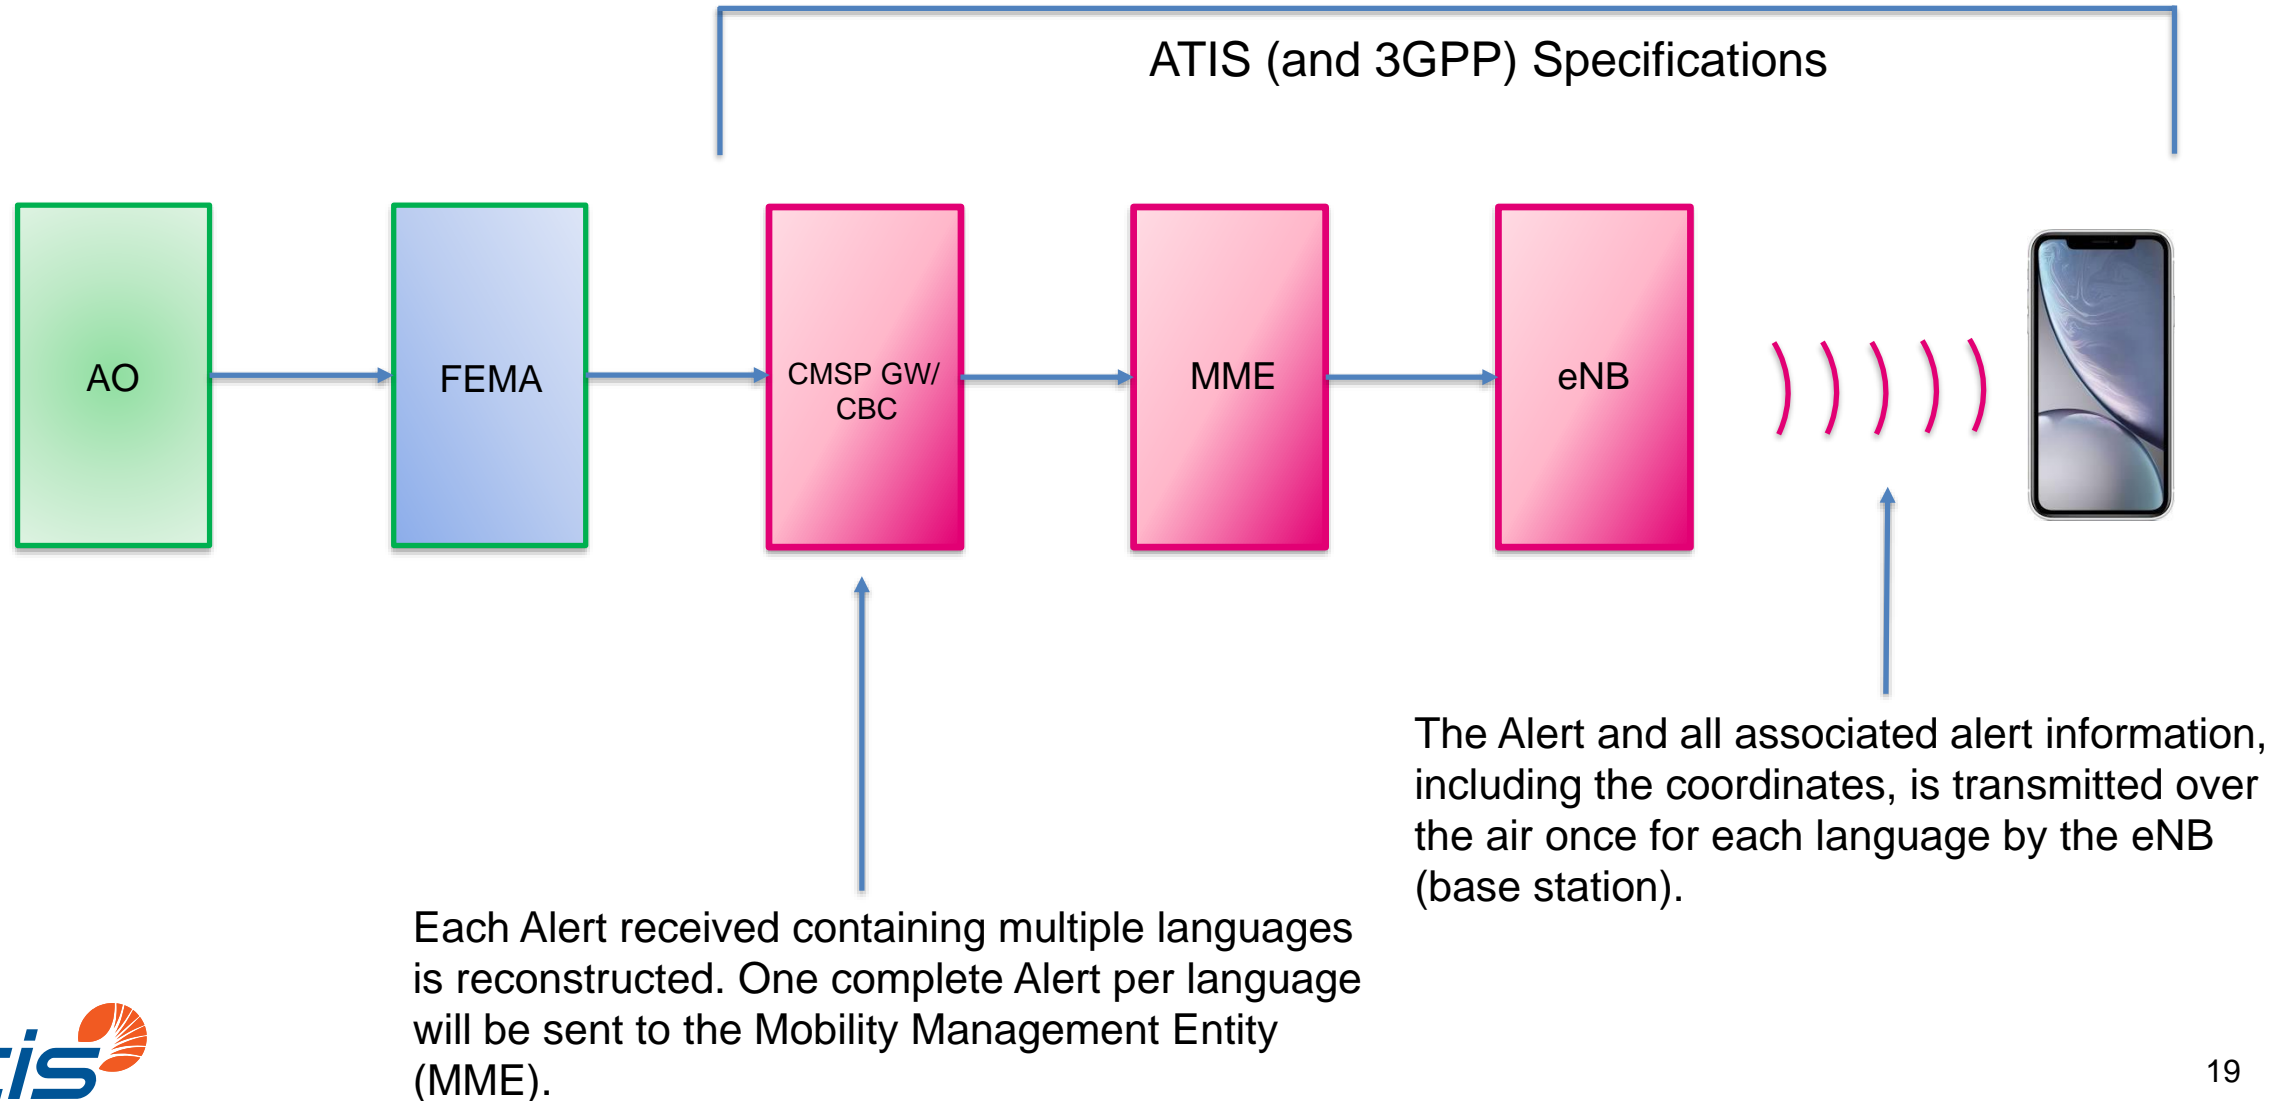 ATIS (and 3GPP) Specifications
AO
FEMA
CMSP GW/
CBC
MME
eNB
The Alert and all associated alert information,
including the coordinates, is transmitted over
the air once for each language by the eNB
(base station).
Each Alert received containing multiple languages
is reconstructed. One complete Alert per language
will be sent to the Mobility Management Entity
(MME).
tis
19